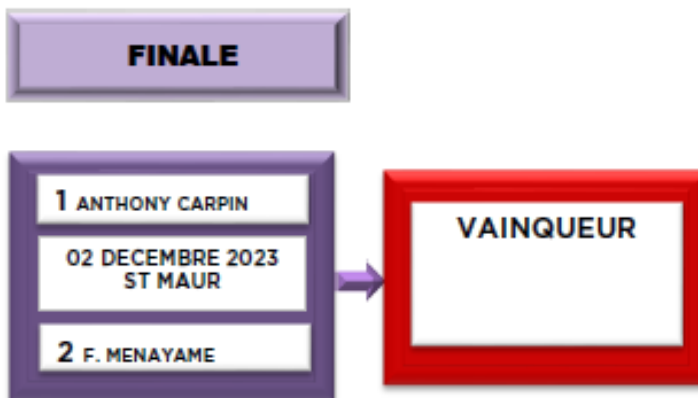 FINALE
1 ANTHONY CARPIN
02 DECEMBRE 2023
ST MAUR
2 F. MENAYAME
VAINQUEUR